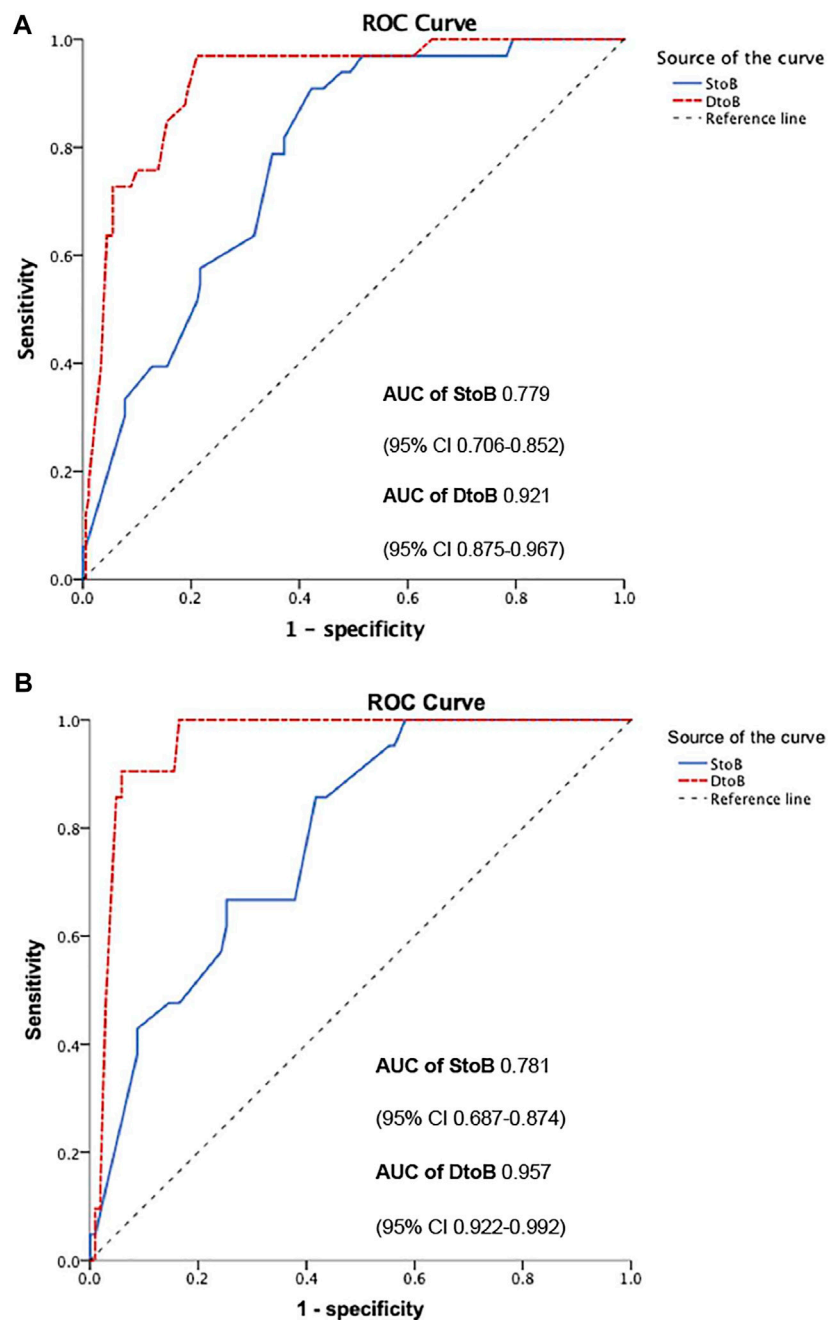 A
ROC Curve
Source of the curve
StoB
DtoB
Reference line
1.0
0.8
0.6
0.4
0.2
0.0
Sensitivity
AUC of StoB 0.779
(95% CI 0.706-0.852)
AUC of DtoB 0.921
(95% CI 0.875-0.967)
0.0 0.2 0.4 0.6 0.8 1.0
1 - specificity
B
ROC Curve
Source of the curve
StoB
DtoB
Reference line
1.0
0.8
0.6
0.4
0.2
0.0
Sensitivity
AUC of StoB 0.781
(95% CI 0.687-0.874)
AUC of DtoB 0.957
(95% CI 0.922-0.992)
0.0 0.2 0.4 0.6 0.8 1.0
1 - specificity